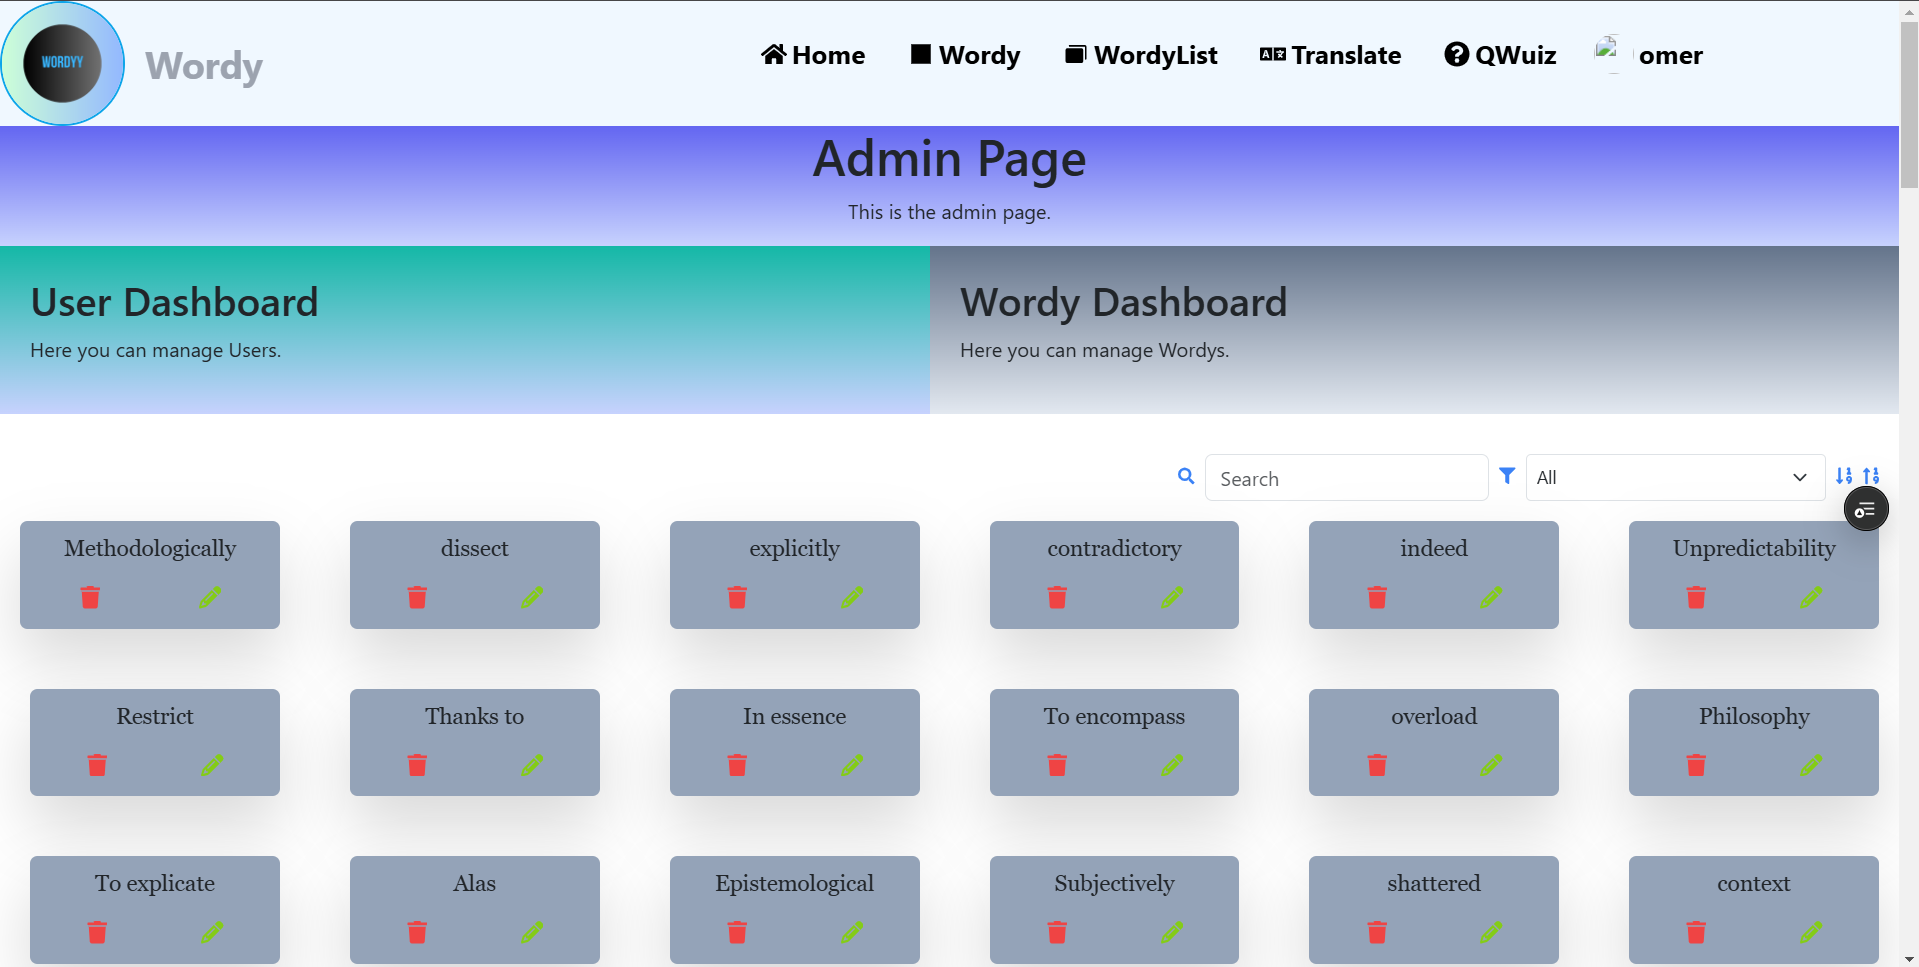 WORDYY
Wordy
Home
Wordy
WordyList
Translate
QWuiz
omer
Admin Page
This is the admin page.
User Dashboard
Here you can manage Users.
Wordy Dashboard
Here you can manage Wordys.
Search
All
Methodologically
dissect
explicitly
contradictory
indeed
Unpredictability
Restrict
Thanks to
In essence
To encompass
overload
Philosophy
To explicate
Alas
Epistemological
Subjectively
shattered
context